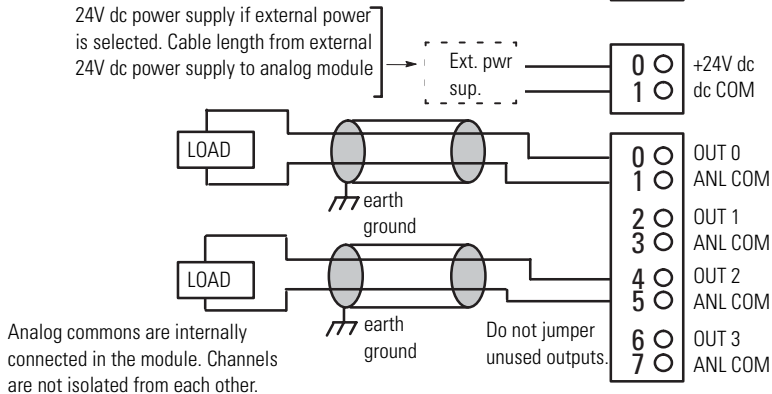 24V dc power supply if external power
is selected. Cable length from external
24V dc power supply to analog module
Ext. pwr
sup.
0 +24V dc
1 dc COM
LOAD
earth
ground
0 OUT 0
1 ANL COM
2 OUT 1
3 ANL COM
4 OUT 2
5 ANL COM
6 OUT 3
7 ANL COM
LOAD
earth
ground
Do not jumper
unused outputs.
Analog commons are internally
connected in the module. Channels
are not isolated from each other.